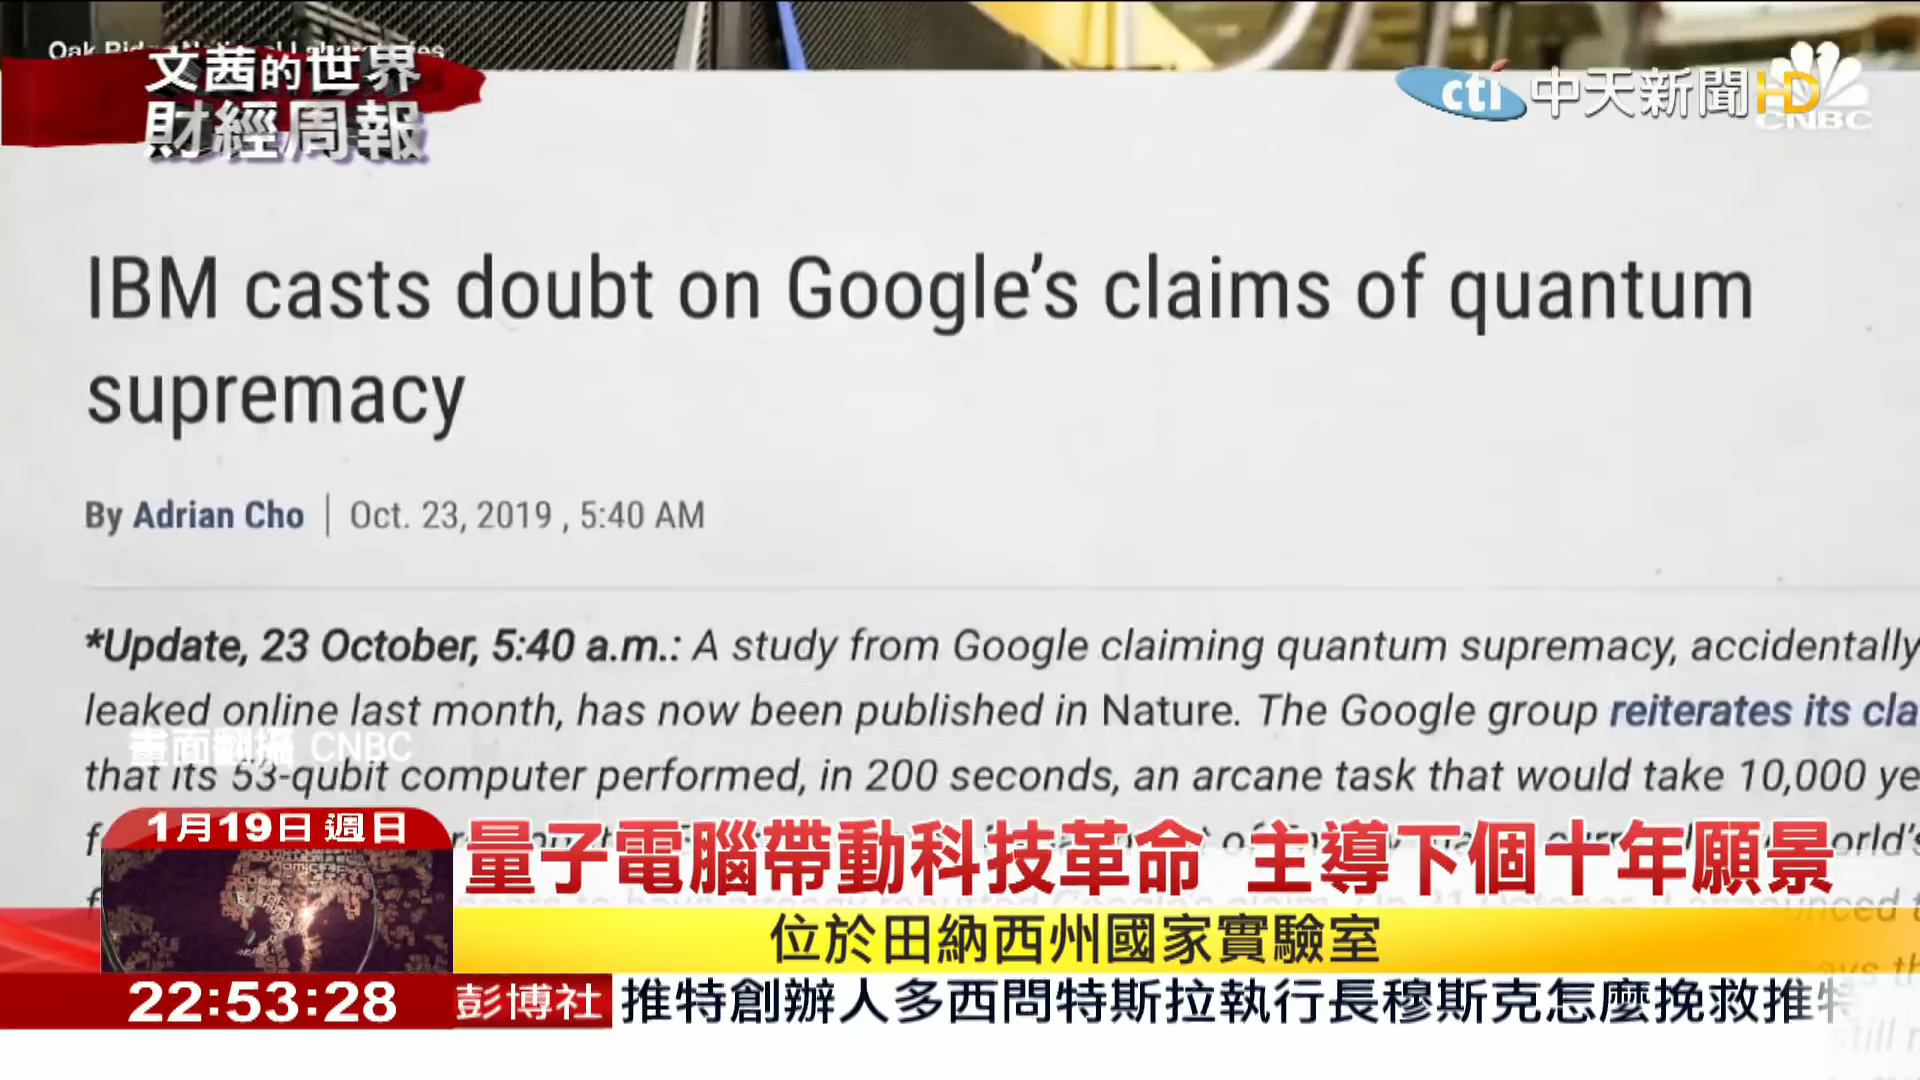 文茜的世界
財經周報
cti 中天新聞 HD
CNBC
IBM casts doubt on Google's claims of quantum
supremacy
By Adrian Cho | Oct. 23, 2019 , 5:40 AM
*Update, 23 October, 5:40 a.m.: A study from Google claiming quantum supremacy, accidentally
leaked online last month, has now been published in Nature. The Google group reiterates its cla
畫面翻攝 CNBC
that its 53-qubit computer performed, in 200 seconds, an arcane task that would take 10,000 ye
1月19日 週日
量子電腦帶動科技革命 主導下個十年願景
位於田納西州國家實驗室
22:53:28
彭博社 推特創辦人多西問特斯拉執行長穆斯克怎麼挽救推特